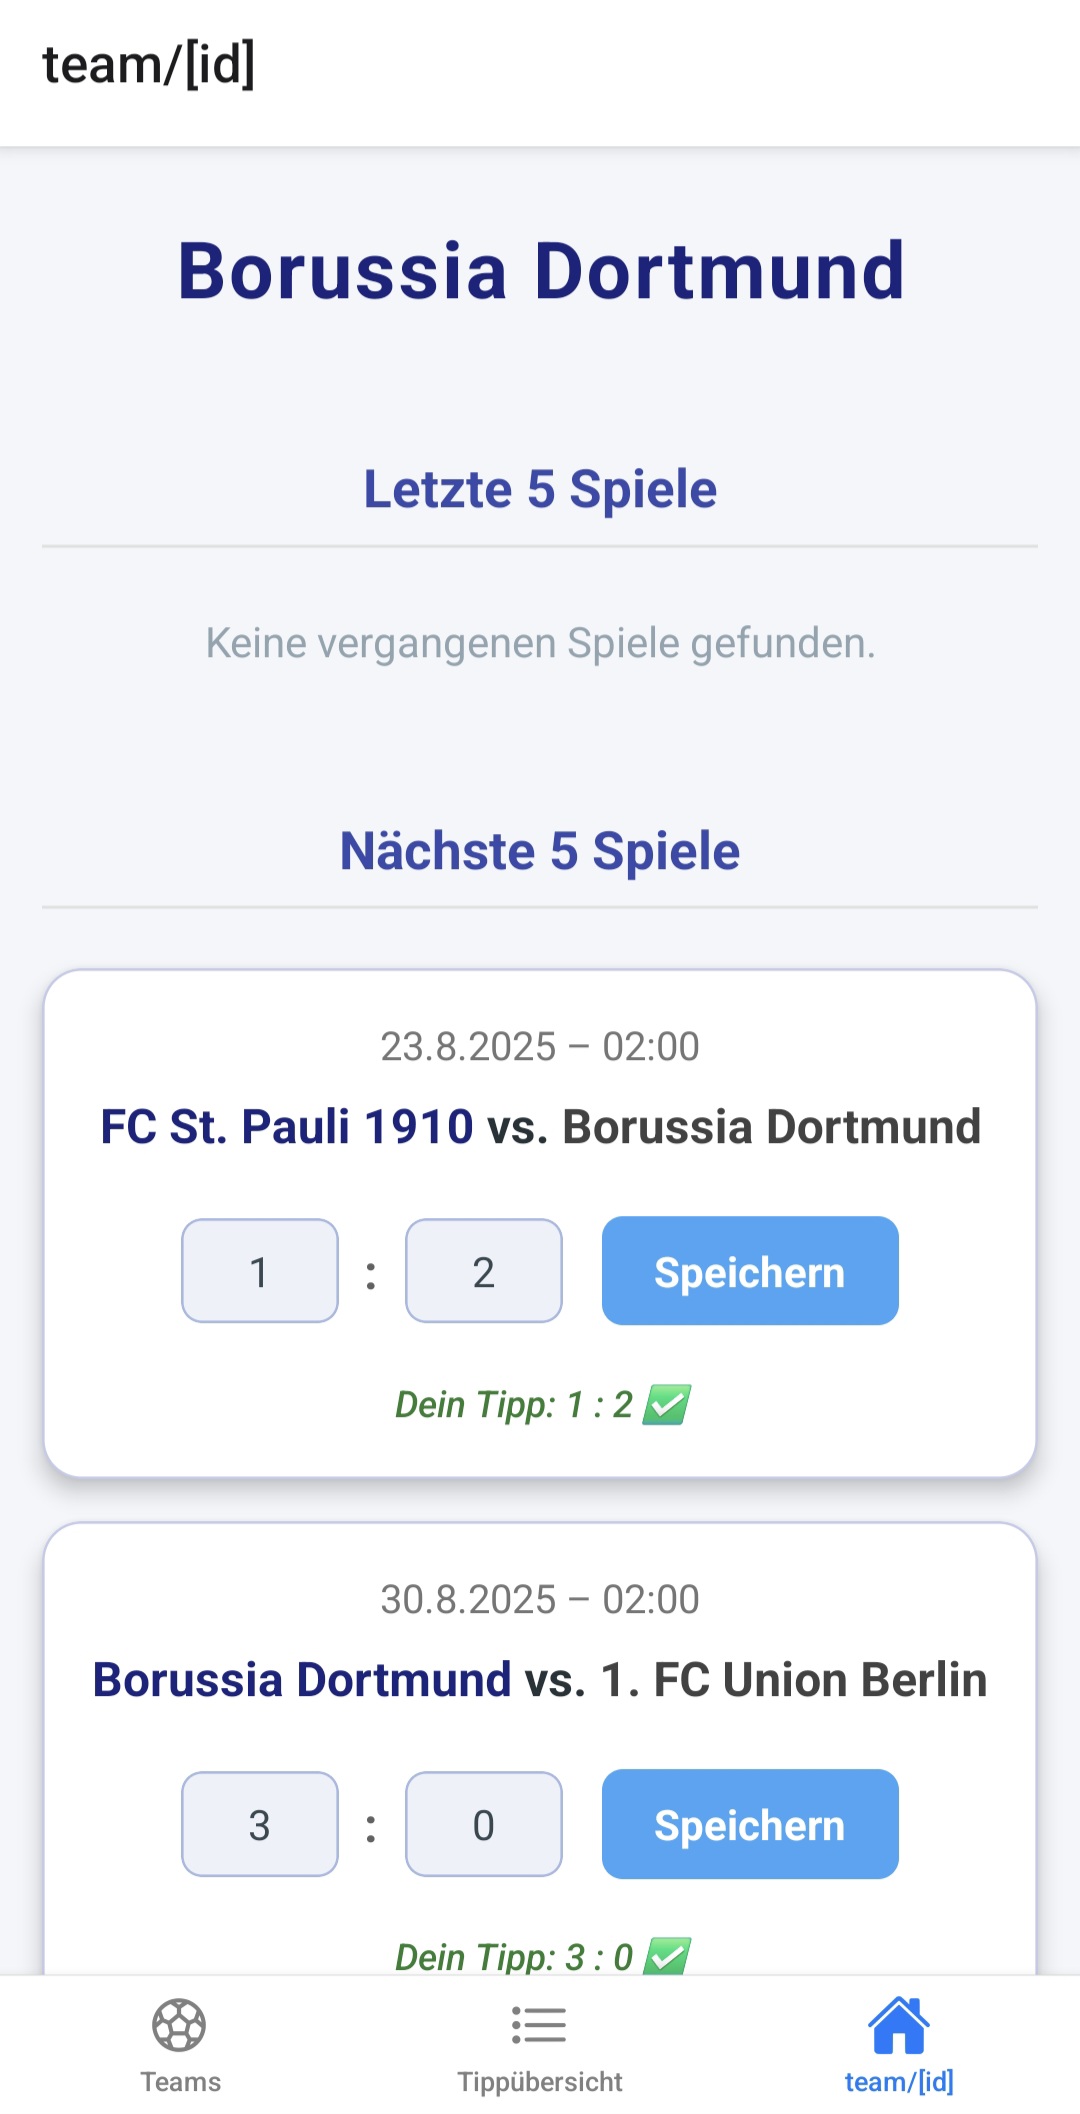 team/[id]
Borussia Dortmund
Letzte 5 Spiele
Keine vergangenen Spiele gefunden.
Nächste 5 Spiele
23.8.2025 – 02:00
FC St. Pauli 1910 vs. Borussia Dortmund
1 : 2 Speichern
Dein Tipp: 1 : 2 ✅
30.8.2025 – 02:00
Borussia Dortmund vs. 1. FC Union Berlin
3 : 0 Speichern
Dein Tipp: 3 : 0 ✅
Teams Tippübersicht team/[id]